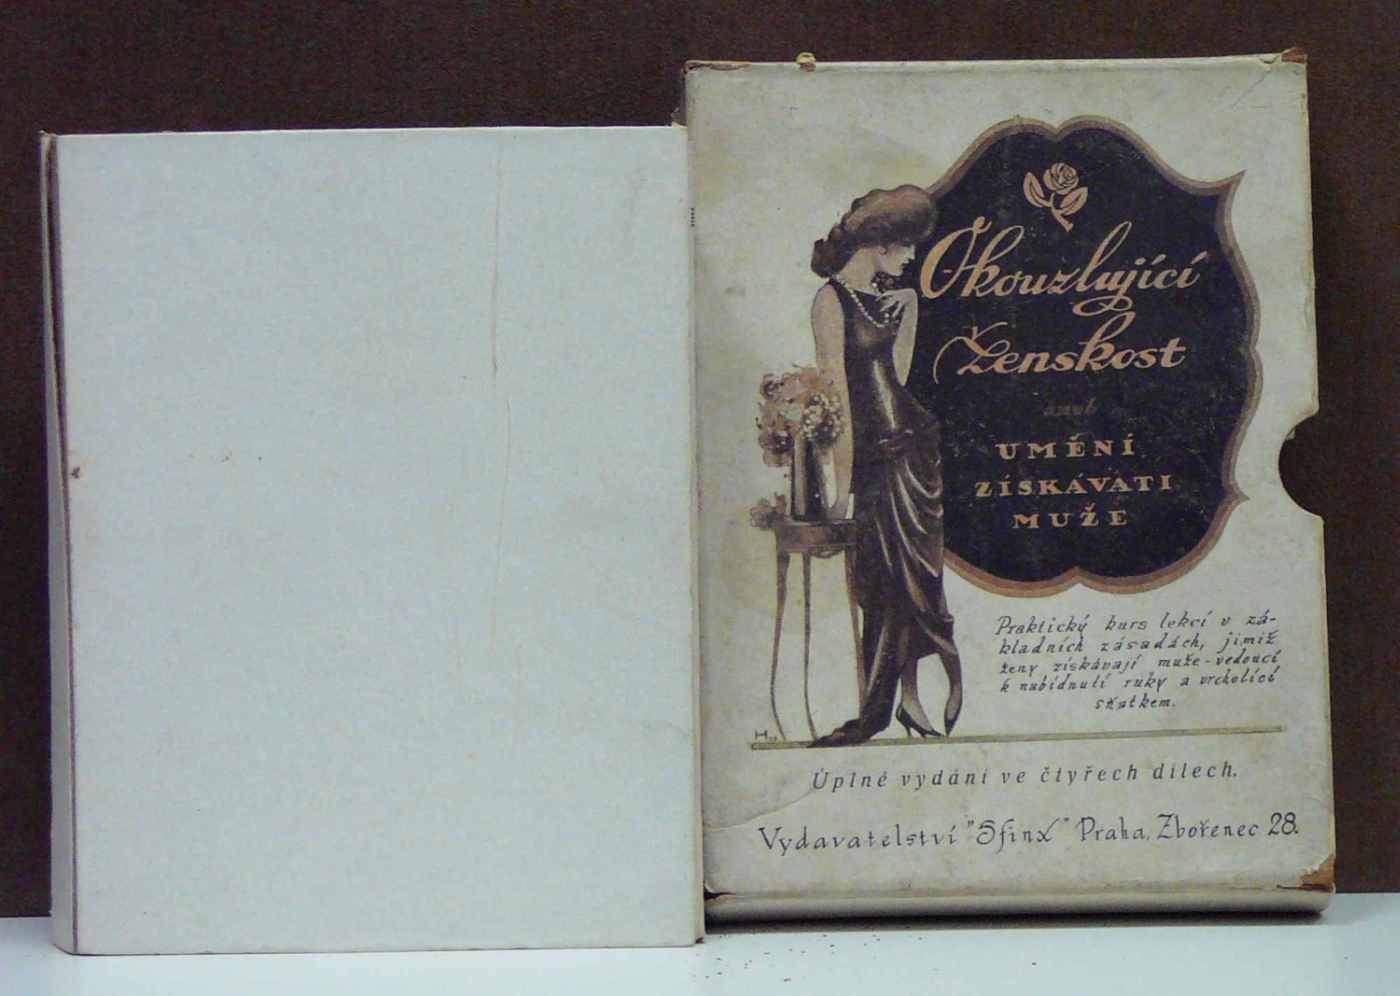 Okouzlující
Ženskost
aneb
UMĚNÍ
ZÍSKÁVATI
MUŽE
Praktický kurs lekcí v zá-
kladních zásadách, jimiž
ženy získávají muže-vedoucí
k nabídnutí ruky a vrcholící
sňatkem.
H
Úplné vydání ve čtyřech dílech.
Vydavatelství "Sfinx" Praha, Zbořenec 28.